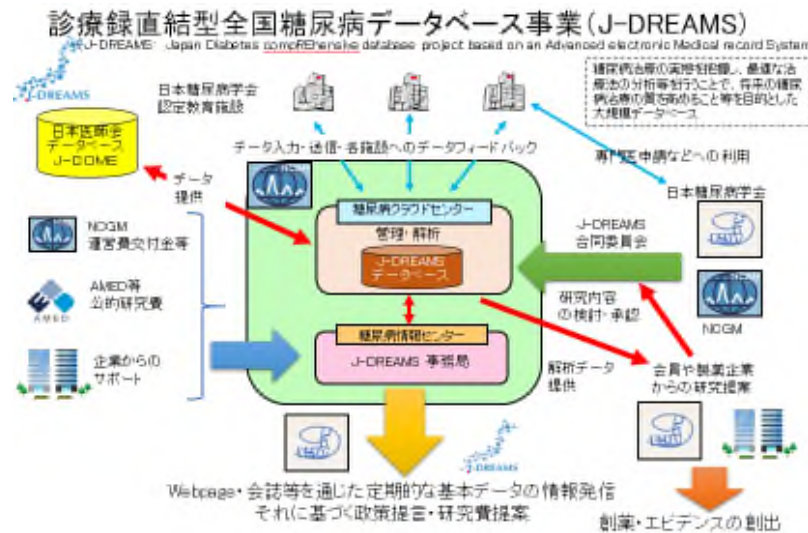 診療録直結型全国糖尿病データベース事業(J-DREAMS)
J-DREAMS: Japan Diabetes compREhensive database project based on an Advanced electronic Medical record System
J-DREAMS
日本糖尿病学会
認定教育施設
糖尿病治療の実態を把握し、最適な治
療法の分析等を行うことで、将来の糖尿
病治療の質を高めること等を目的とした
大規模データベース
日本医師会
データベース
J-DOME
データ入力・送信・各施設へのデータフィードバック
専門医申請などへの利用
データ
提供
糖尿病クラウドセンター
管理・解析
J-DREAMS
データベース
日本糖尿病学会
NCGM
運営費交付金等
J-DREAMS
合同委員会
AMED等
公的研究費
AMED
研究内容
の検討・承認
NCGM
糖尿病情報センター
J-DREAMS 事務局
企業からの
サポート
解析データ
提供
会員や製薬企業
からの研究提案
J-DREAMS
Webpage・会誌等を通じた定期的な基本データの情報発信
それに基づく政策提言・研究費提案
創薬・エビデンスの創出